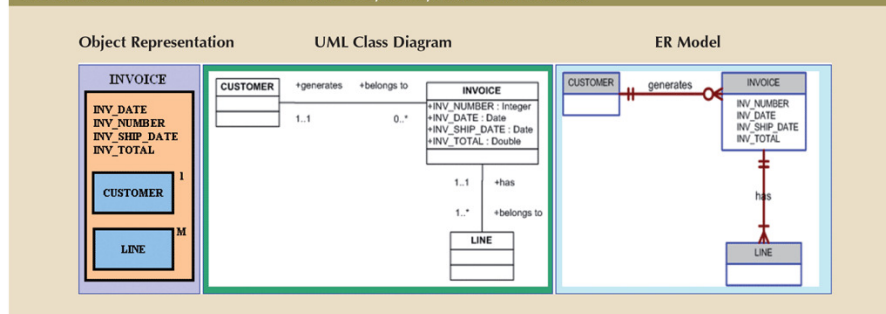 Object Representation
UML Class Diagram
ER Model
INVOICE
INV_DATE
INV_NUMBER
INV_SHIP_DATE
INV_TOTAL
CUSTOMER
1
LINE
M
CUSTOMER
+generates
+belongs to
1..1
0..*
INVOICE
+INV_NUMBER : Integer
+INV_DATE : Date
+INV_SHIP_DATE : Date
+INV_TOTAL : Double
1..1
+has
1..*
+belongs to
LINE
CUSTOMER
generates
INVOICE
INV_NUMBER
INV_DATE
INV_SHIP_DATE
INV_TOTAL
has
LINE